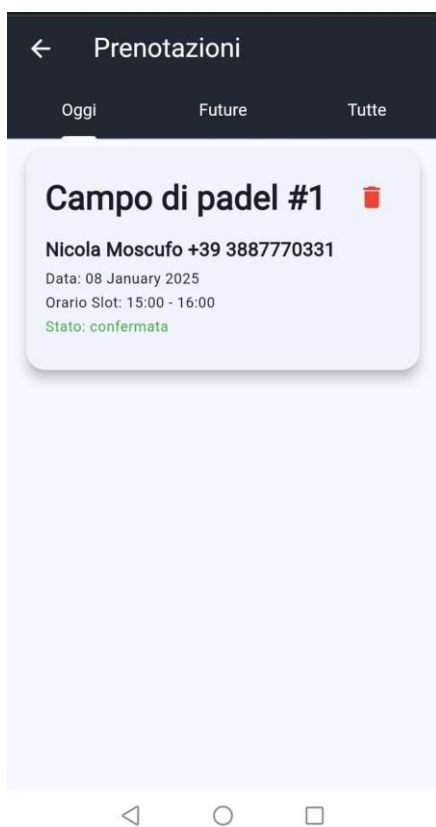 Prenotazioni
Oggi Future Tutte
Campo di padel #1
Nicola Moscufo +39 3887770331
Data: 08 January 2025
Orario Slot: 15:00 - 16:00
Stato: confermata